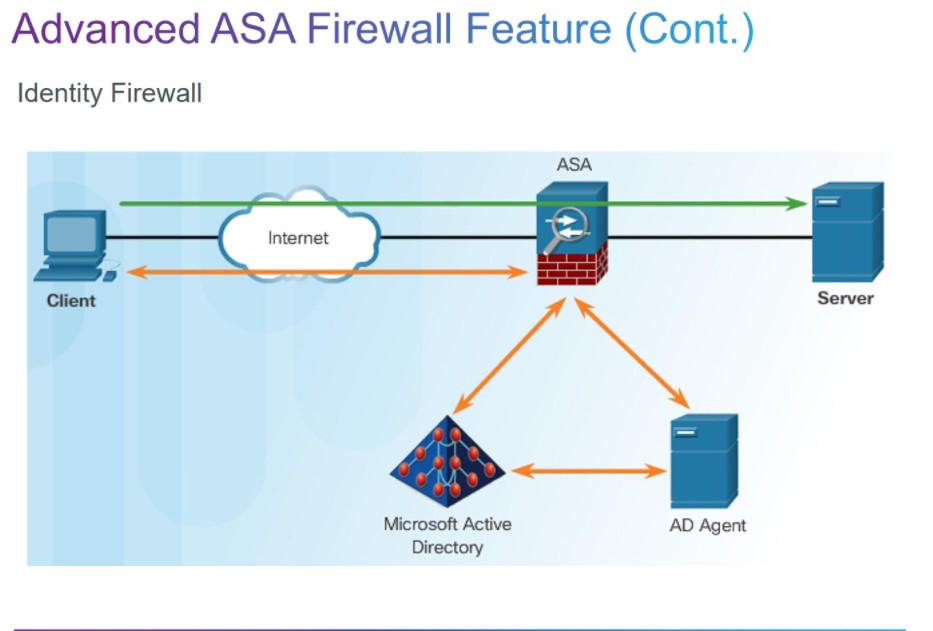 Advanced ASA Firewall Feature (Cont.)
Identity Firewall
ASA
Internet
Client
Server
Microsoft Active
Directory
AD Agent